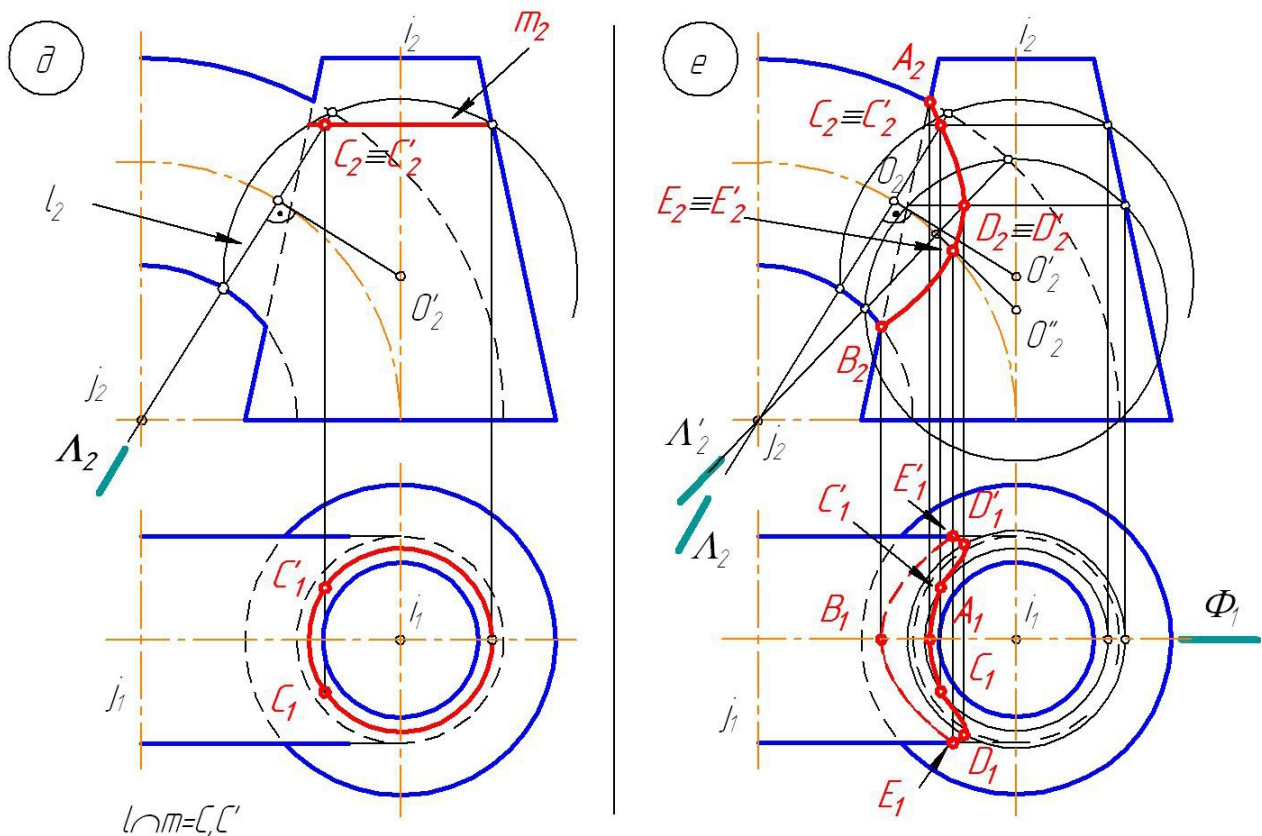 д
j₂
i₂
m₂
C₂≡C′₂
l₂
O′₂
j₂
Λ₂
C′₁
i₁
C₁
j₁
l∩m=C,C′
е
j₂
i₂
A₂
C₂≡C′₂
O₂
E₂≡E′₂
D₂≡D′₂
O′₂
O″₂
B₂
Λ′₂
j₂
Λ₂
E′₁
D′₁
C′₁
B₁
A₁
i₁
Φ₁
C₁
j₁
D₁
E₁